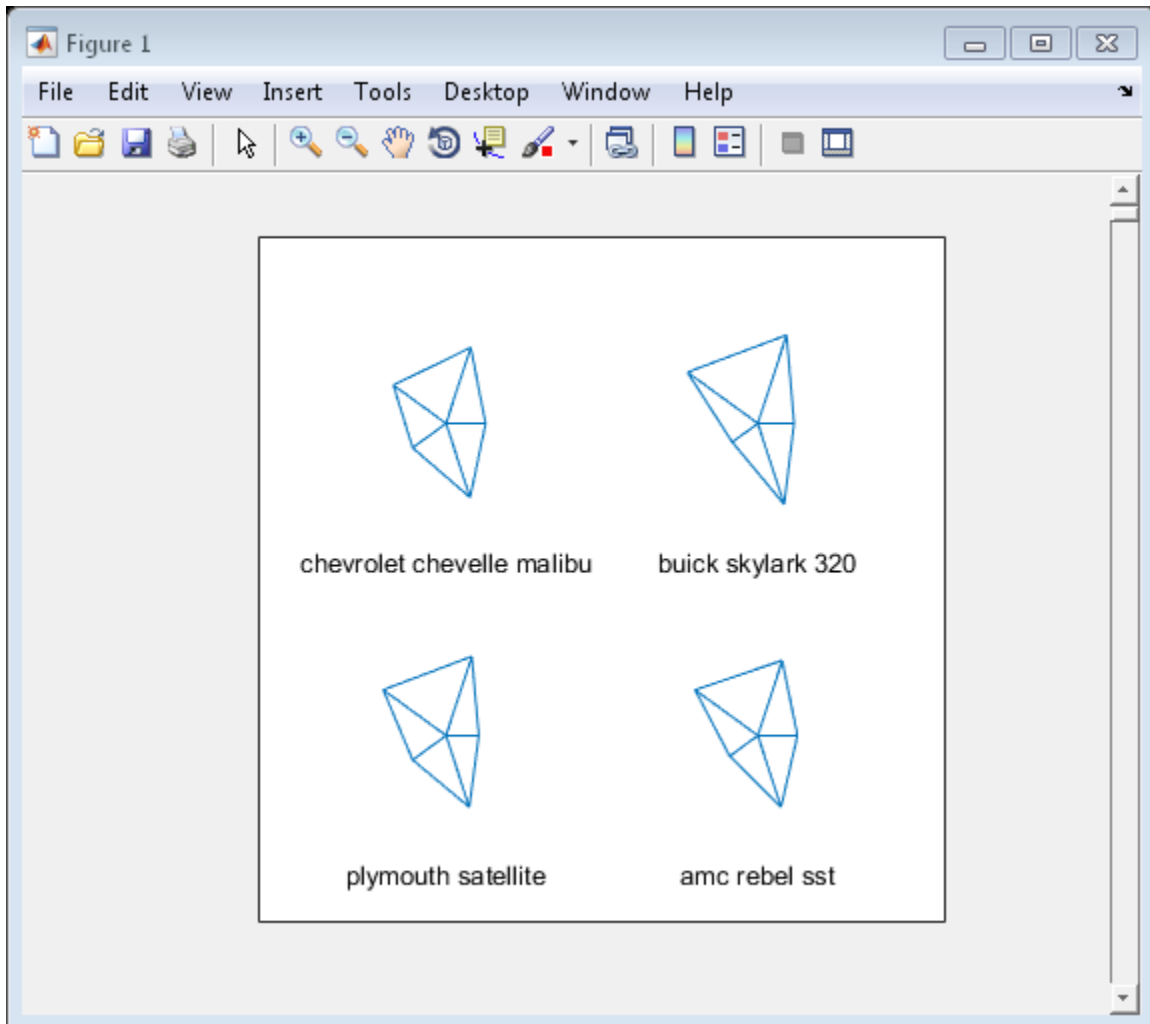 Figure 1
File Edit View Insert Tools Desktop Window Help
chevrolet chevelle malibu buick skylark 320
plymouth satellite amc rebel sst